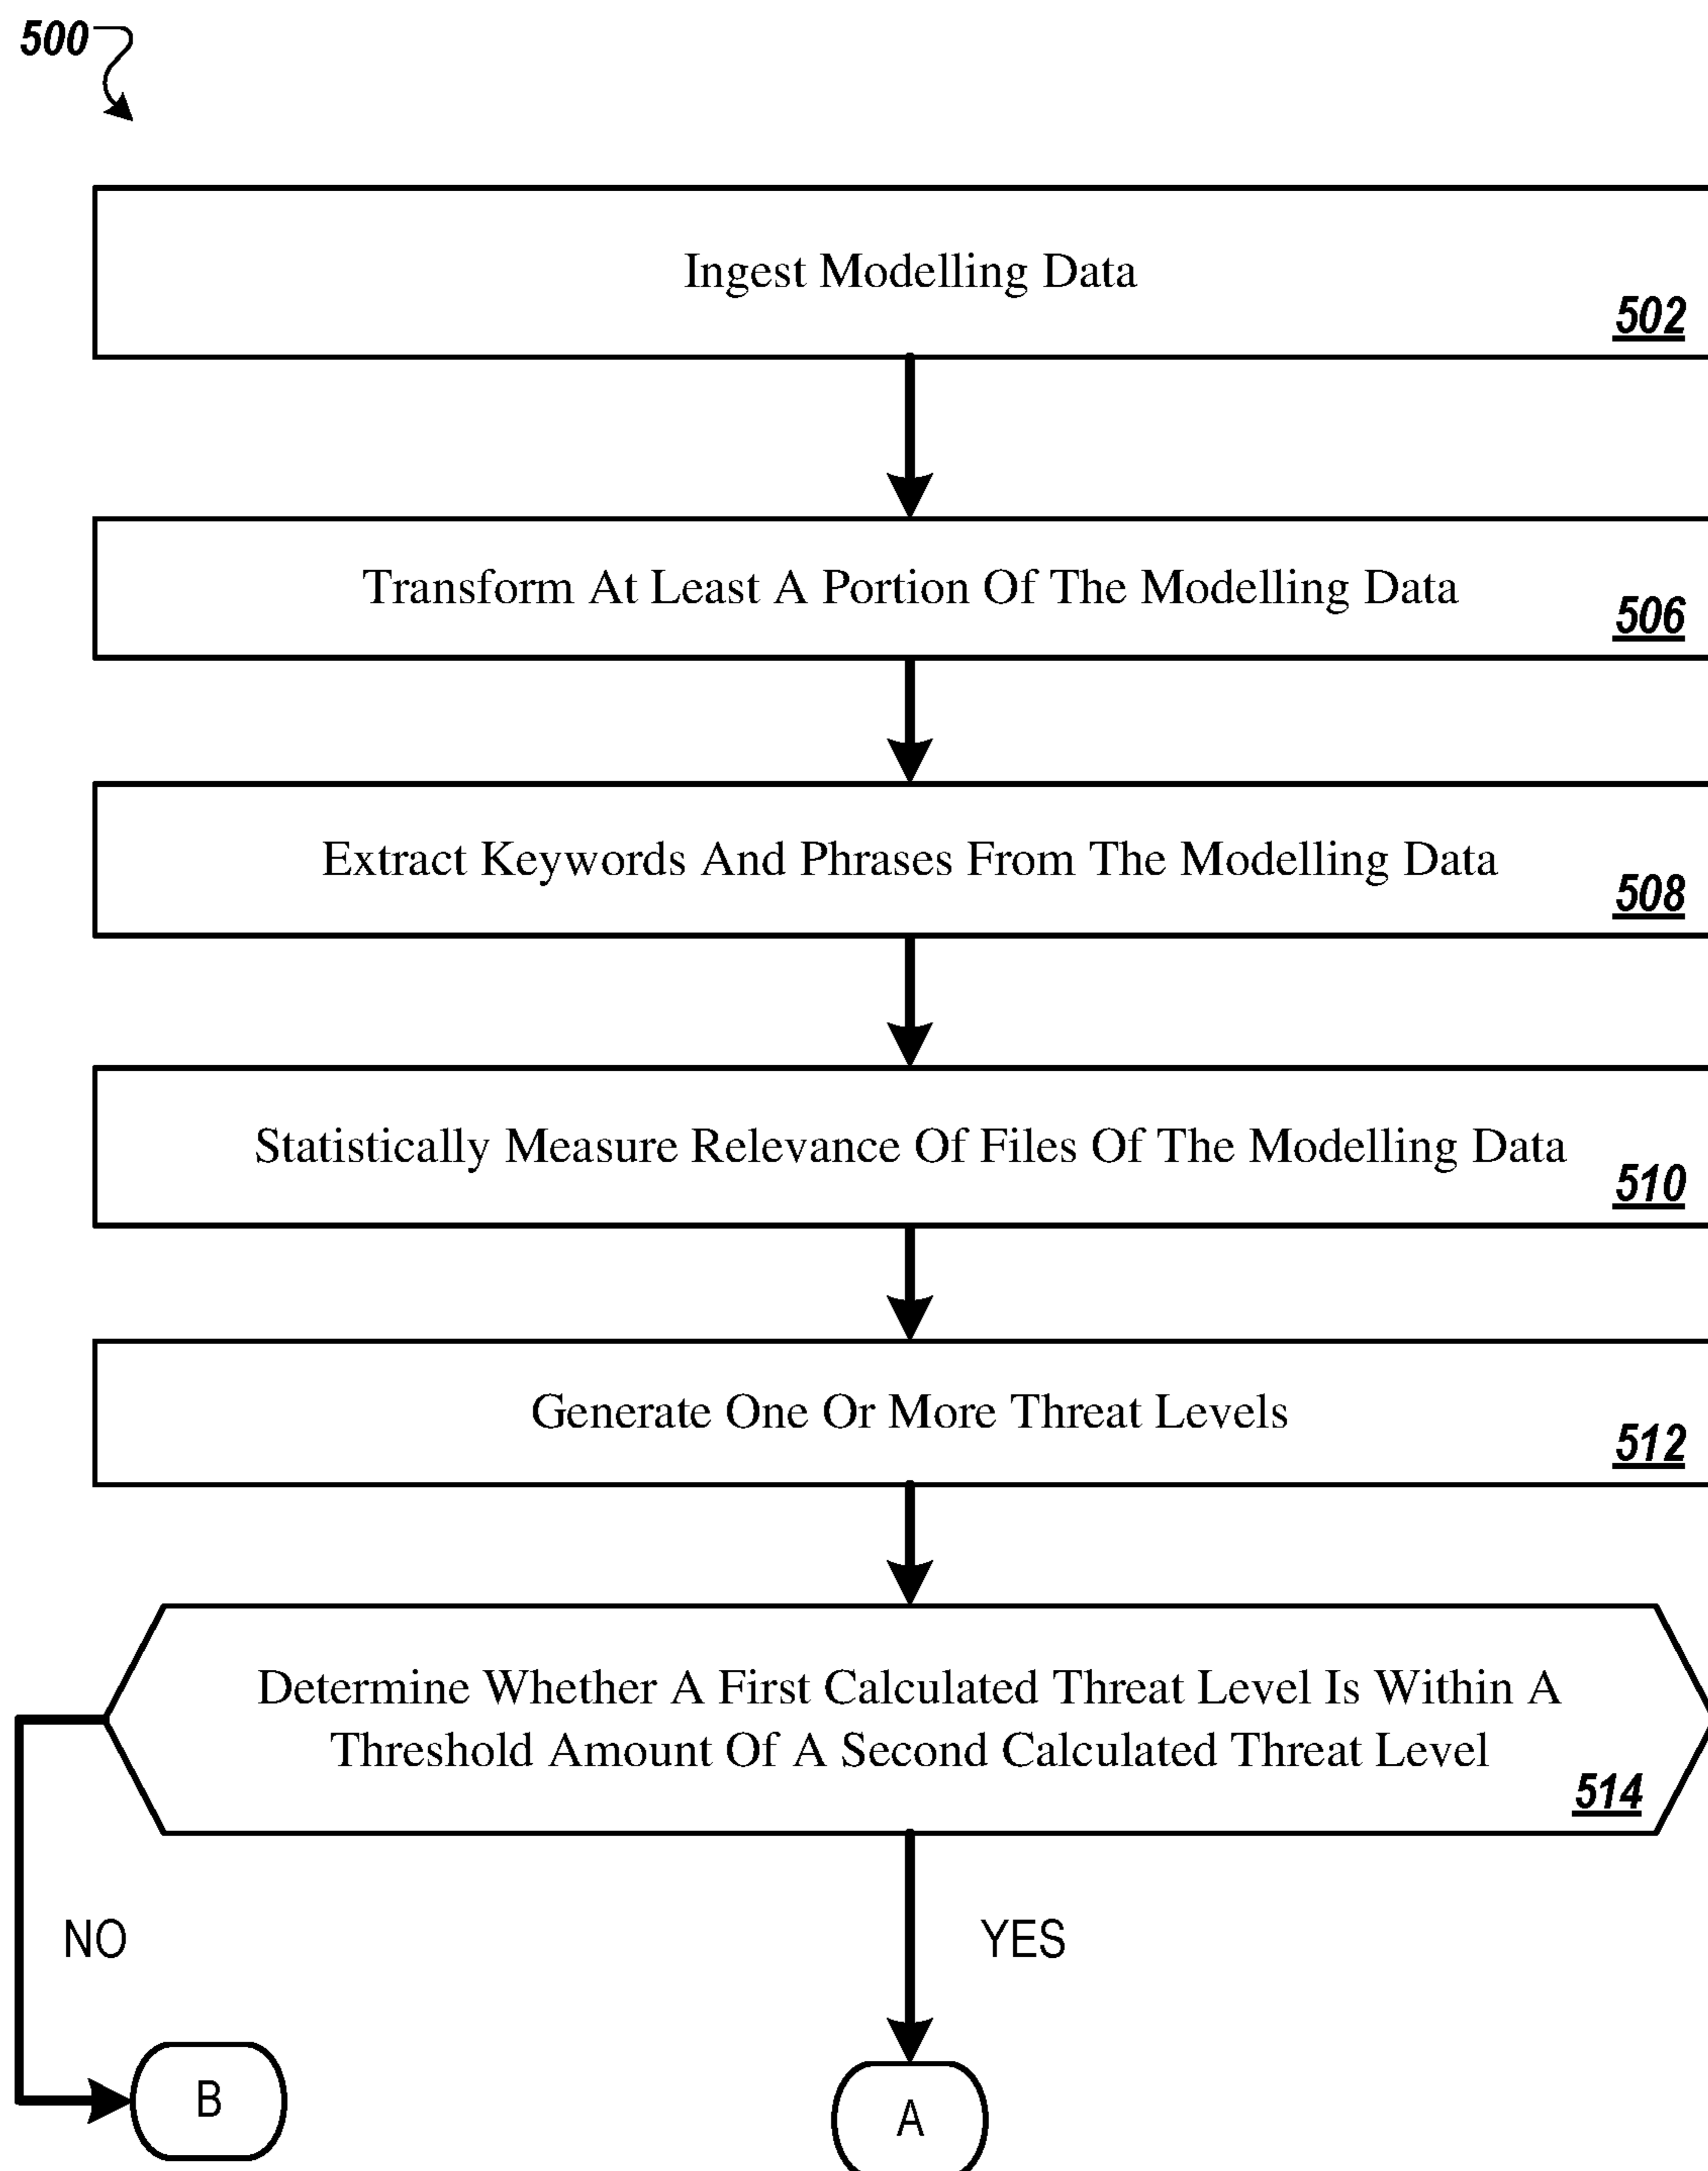 500
Ingest Modelling Data
502
Transform At Least A Portion Of The Modelling Data
506
Extract Keywords And Phrases From The Modelling Data
508
Statistically Measure Relevance Of Files Of The Modelling Data
510
Generate One Or More Threat Levels
512
Determine Whether A First Calculated Threat Level Is Within A
Threshold Amount Of A Second Calculated Threat Level
514
NO
YES
B
A